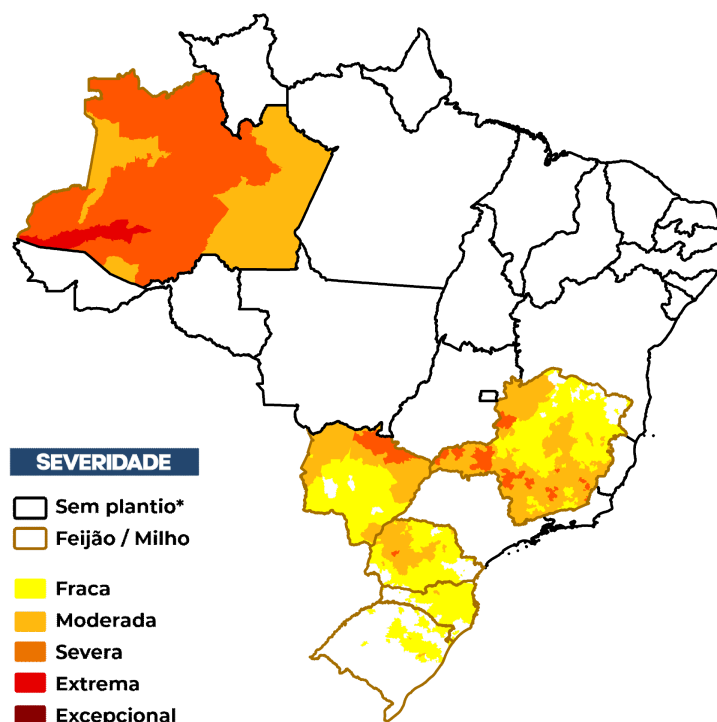 SEVERIDADE
Sem plantio*
Feijão / Milho
Fraca
Moderada
Severa
Extrema
Excepcional